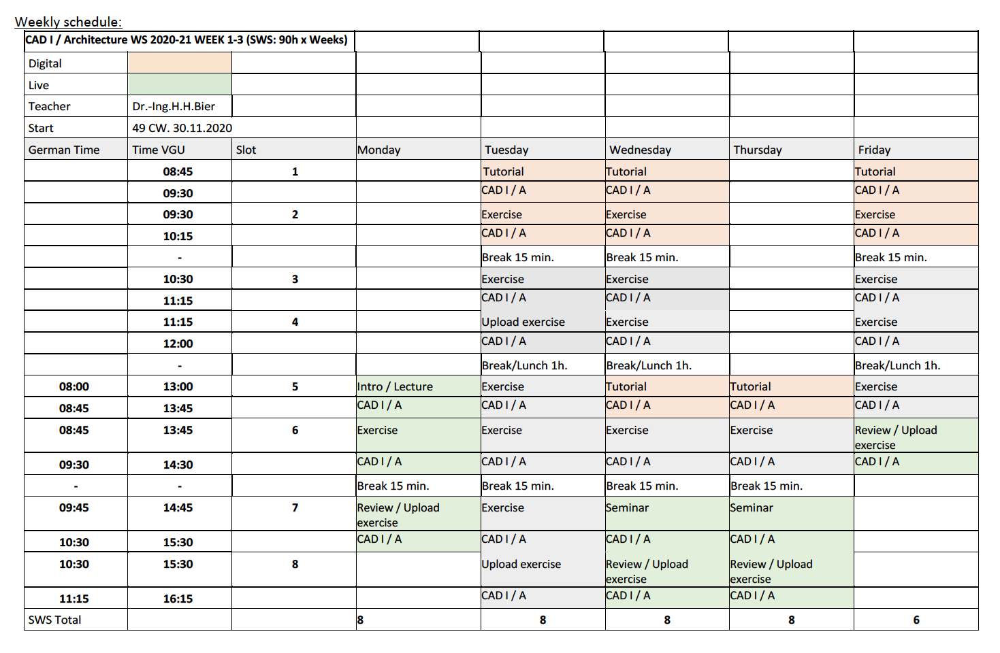 Weekly schedule:
CAD I / Architecture WS 2020-21 WEEK 1-3 (SWS: 90h x Weeks)
Digital
Live
Teacher Dr.-Ing.H.H.Bier
Start 49 CW. 30.11.2020
German Time Time VGU Slot Monday Tuesday Wednesday Thursday Friday
08:45 1 Tutorial Tutorial Tutorial
09:30 CAD I / A CAD I / A CAD I / A
09:30 2 Exercise Exercise Exercise
10:15 CAD I / A CAD I / A CAD I / A
- Break 15 min. Break 15 min. Break 15 min.
10:30 3 Exercise Exercise Exercise
11:15 CAD I / A CAD I / A CAD I / A
11:15 4 Upload exercise Exercise Exercise
12:00 CAD I / A CAD I / A CAD I / A
- Break/Lunch 1h. Break/Lunch 1h. Break/Lunch 1h.
08:00 13:00 5 Intro / Lecture Exercise Tutorial Tutorial Exercise
08:45 13:45 CAD I / A CAD I / A CAD I / A CAD I / A CAD I / A
08:45 13:45 6 Exercise Exercise Exercise Exercise Review / Upload
exercise
09:30 14:30 CAD I / A CAD I / A CAD I / A CAD I / A CAD I / A
- - Break 15 min. Break 15 min. Break 15 min. Break 15 min.
09:45 14:45 7 Review / Upload Exercise Seminar Seminar
exercise
10:30 15:30 CAD I / A CAD I / A CAD I / A CAD I / A
10:30 15:30 8 Upload exercise Review / Upload Review / Upload
exercise exercise
11:15 16:15 CAD I / A CAD I / A CAD I / A
SWS Total 8 8 8 8 6